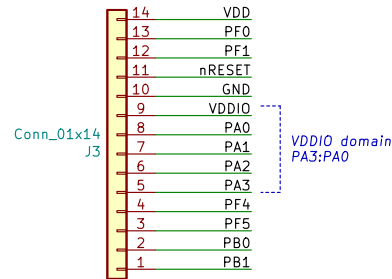 14 VDD
13 PF0
12 PF1
11 nRESET
10 GND
9 VDDIO
8 PA0
7 PA1
6 PA2
5 PA3
4 PF4
3 PF5
2 PB0
1 PB1
Conn_01x14
J3
VDDIO domain
PA3:PA0